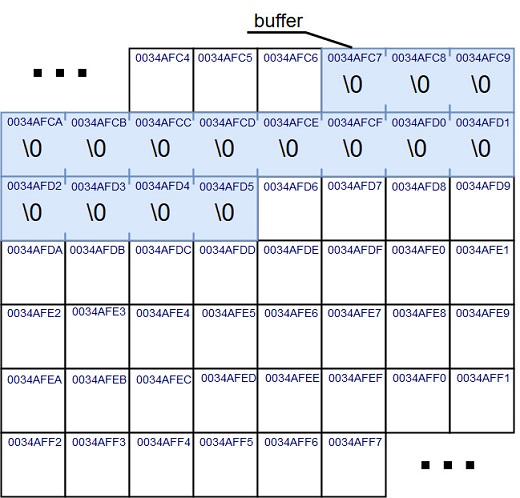 buffer
... 0034AFC4 0034AFC5 0034AFC6 0034AFC7 0034AFC8 0034AFC9
\0 \0 \0
0034AFCA 0034AFCB 0034AFCC 0034AFCD 0034AFCE 0034AFCF 0034AFD0 0034AFD1
\0 \0 \0 \0 \0 \0 \0 \0
0034AFD2 0034AFD3 0034AFD4 0034AFD5 0034AFD6 0034AFD7 0034AFD8 0034AFD9
\0 \0 \0 \0
0034AFDA 0034AFDB 0034AFDC 0034AFDD 0034AFDE 0034AFDF 0034AFE0 0034AFE1
0034AFE2 0034AFE3 0034AFE4 0034AFE5 0034AFE6 0034AFE7 0034AFE8 0034AFE9
0034AFEA 0034AFEB 0034AFEC 0034AFED 0034AFEE 0034AFEF 0034AFF0 0034AFF1
0034AFF2 0034AFF3 0034AFF4 0034AFF5 0034AFF6 0034AFF7 ...